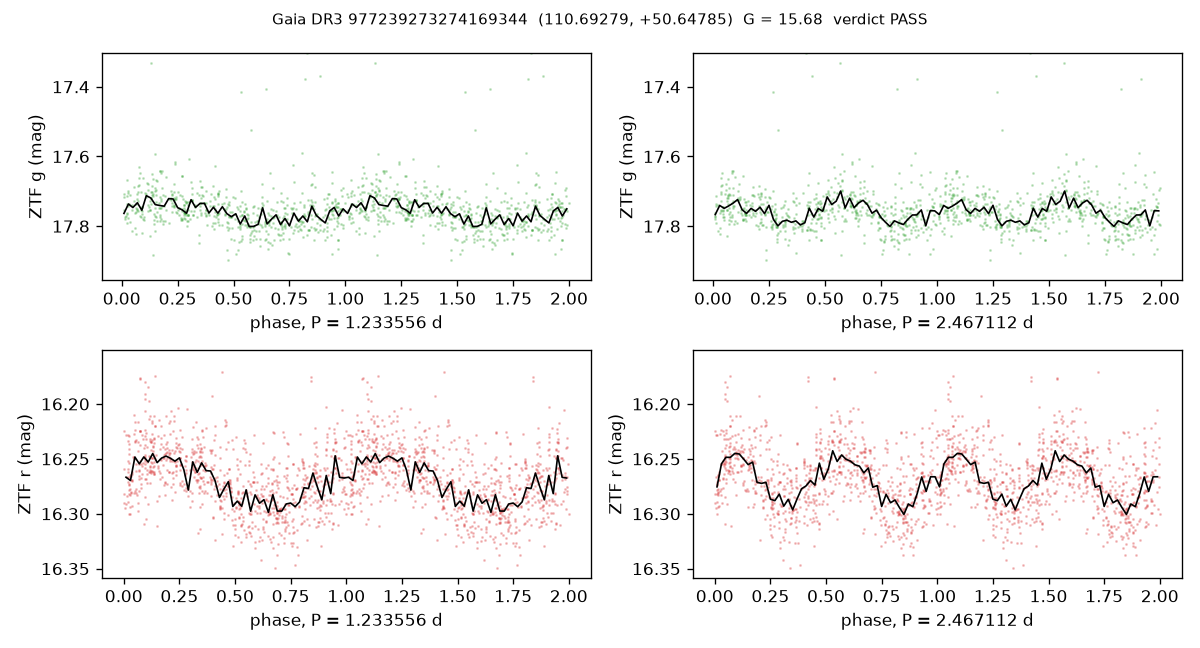 Gaia DR3 977239273274169344 (110.69279, +50.64785) G = 15.68 verdict PASS
ZTF g (mag)
17.4
17.6
17.8
0.00 0.25 0.50 0.75 1.00 1.25 1.50 1.75 2.00
phase, P = 1.233556 d
ZTF g (mag)
17.4
17.6
17.8
0.00 0.25 0.50 0.75 1.00 1.25 1.50 1.75 2.00
phase, P = 2.467112 d
ZTF r (mag)
16.20
16.25
16.30
16.35
0.00 0.25 0.50 0.75 1.00 1.25 1.50 1.75 2.00
phase, P = 1.233556 d
ZTF r (mag)
16.20
16.25
16.30
16.35
0.00 0.25 0.50 0.75 1.00 1.25 1.50 1.75 2.00
phase, P = 2.467112 d